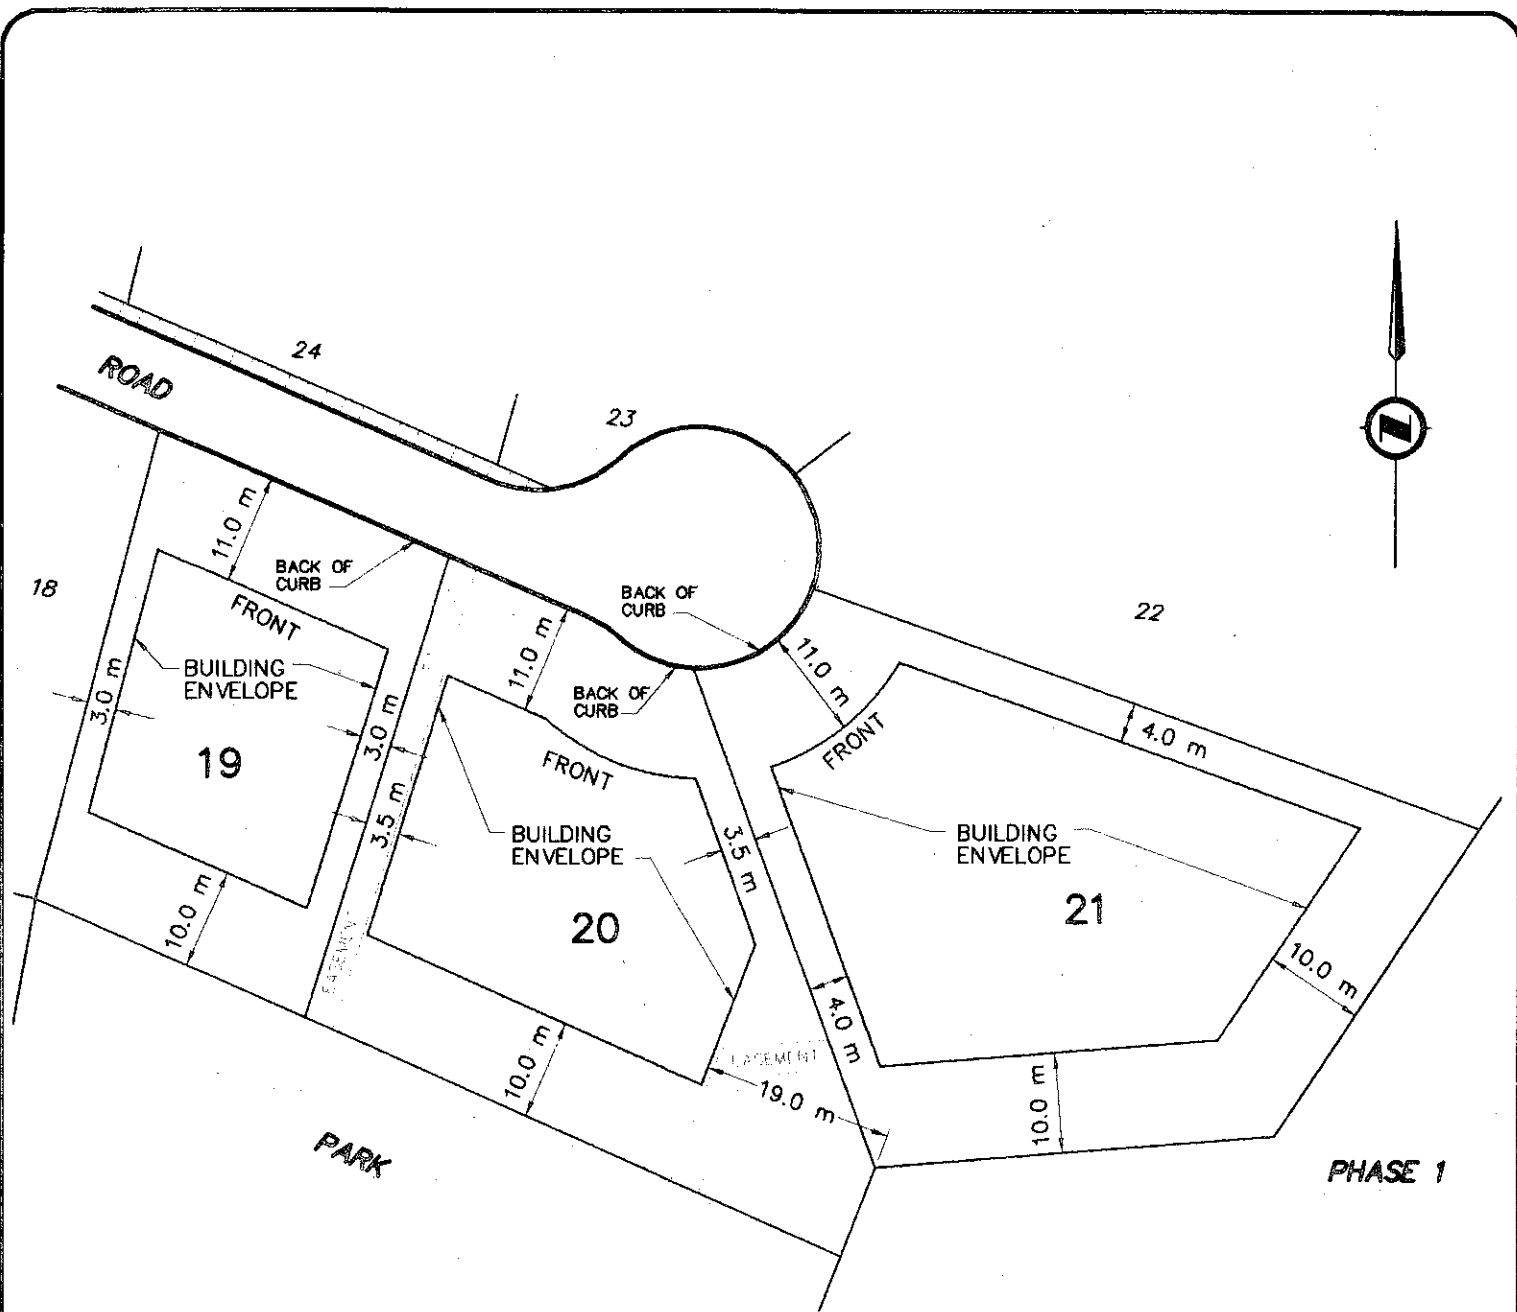 24
ROAD
23
11.0 m
BACK OF
CURB
18
FRONT
BUILDING
ENVELOPE
3.0 m
3.0 m
19
10.0 m
11.0 m
BACK OF
CURB
BACK OF
CURB
FRONT
3.5 m
EASEMENT
BUILDING
ENVELOPE
3.5 m
20
10.0 m
EASEMENT
19.0 m
11.0 m
FRONT
22
4.0 m
BUILDING
ENVELOPE
21
4.0 m
10.0 m
10.0 m
PARK
PHASE 1
Z